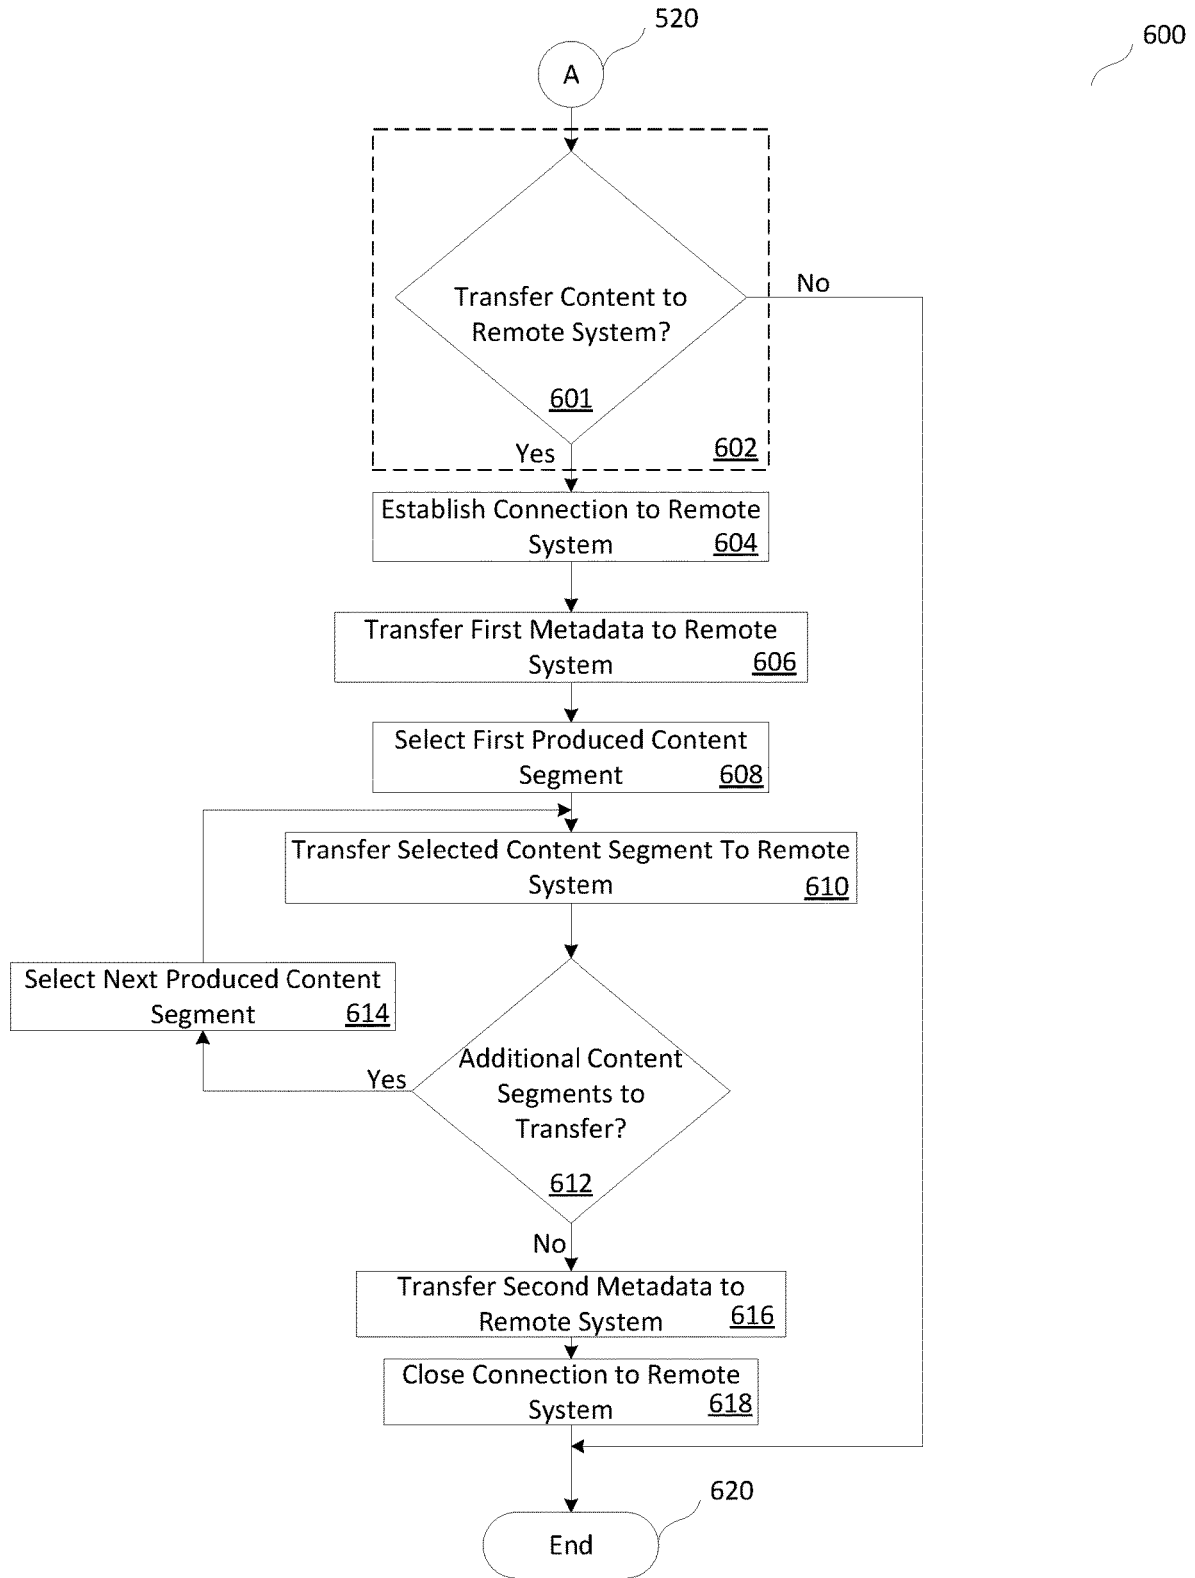 520
600
A
No
Transfer Content to
Remote System?
601
Yes
602
Establish Connection to Remote
System
604
Transfer First Metadata to Remote
System
606
Select First Produced Content
Segment
608
Transfer Selected Content Segment To Remote
System
610
Select Next Produced Content
Segment
614
Additional Content
Segments to
Transfer?
Yes
612
No
Transfer Second Metadata to
Remote System
616
Close Connection to Remote
System
618
620
End